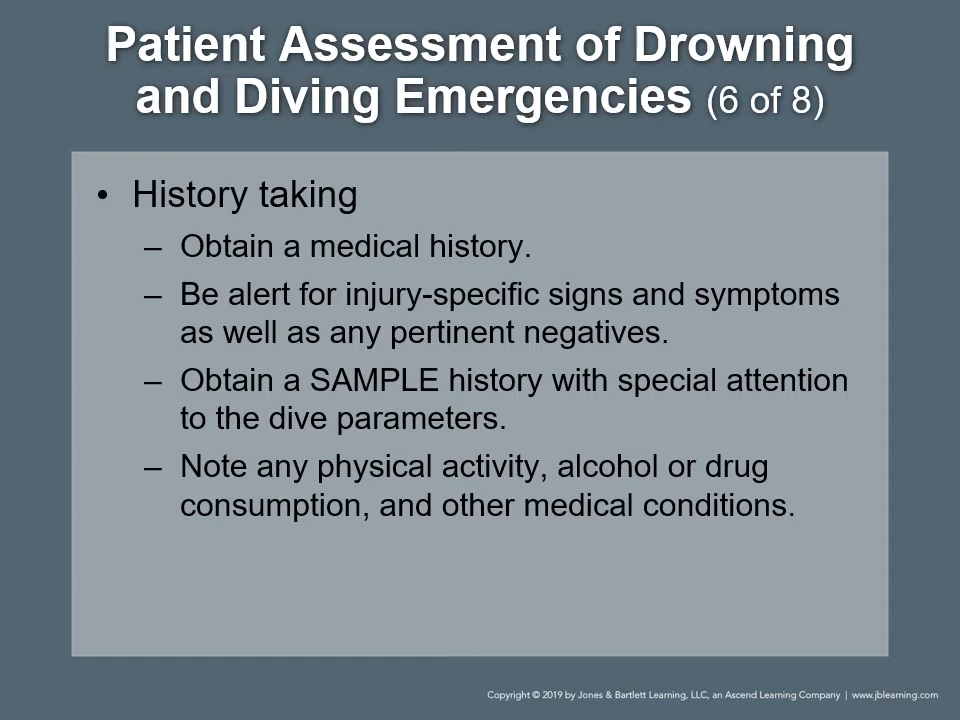 Patient Assessment of Drowning
and Diving Emergencies (6 of 8)
• History taking
– Obtain a medical history.
– Be alert for injury-specific signs and symptoms
as well as any pertinent negatives.
– Obtain a SAMPLE history with special attention
to the dive parameters.
– Note any physical activity, alcohol or drug
consumption, and other medical conditions.
Copyright © 2019 by Jones & Bartlett Learning, LLC, an Ascend Learning Company | www.jblearning.com